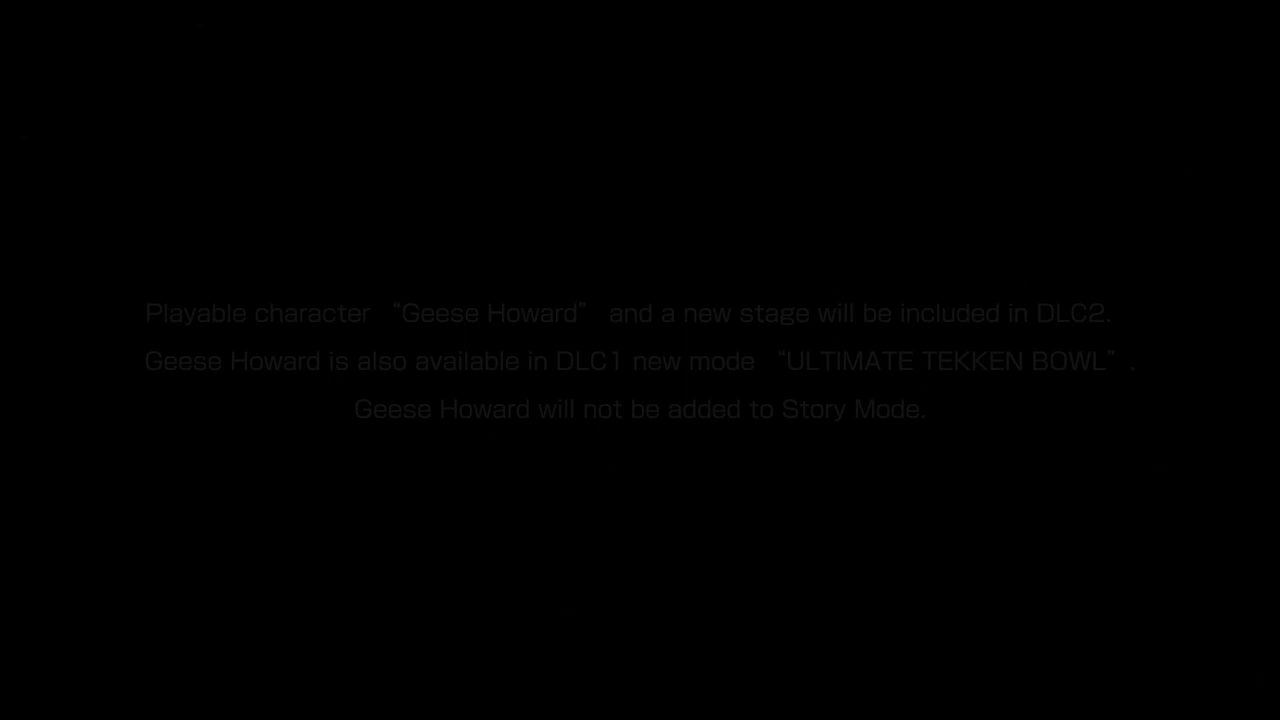 Playable character “Geese Howard” and a new stage will be included in DLC2.
Geese Howard is also available in DLC1 new mode “ULTIMATE TEKKEN BOWL”.
Geese Howard will not be added to Story Mode.